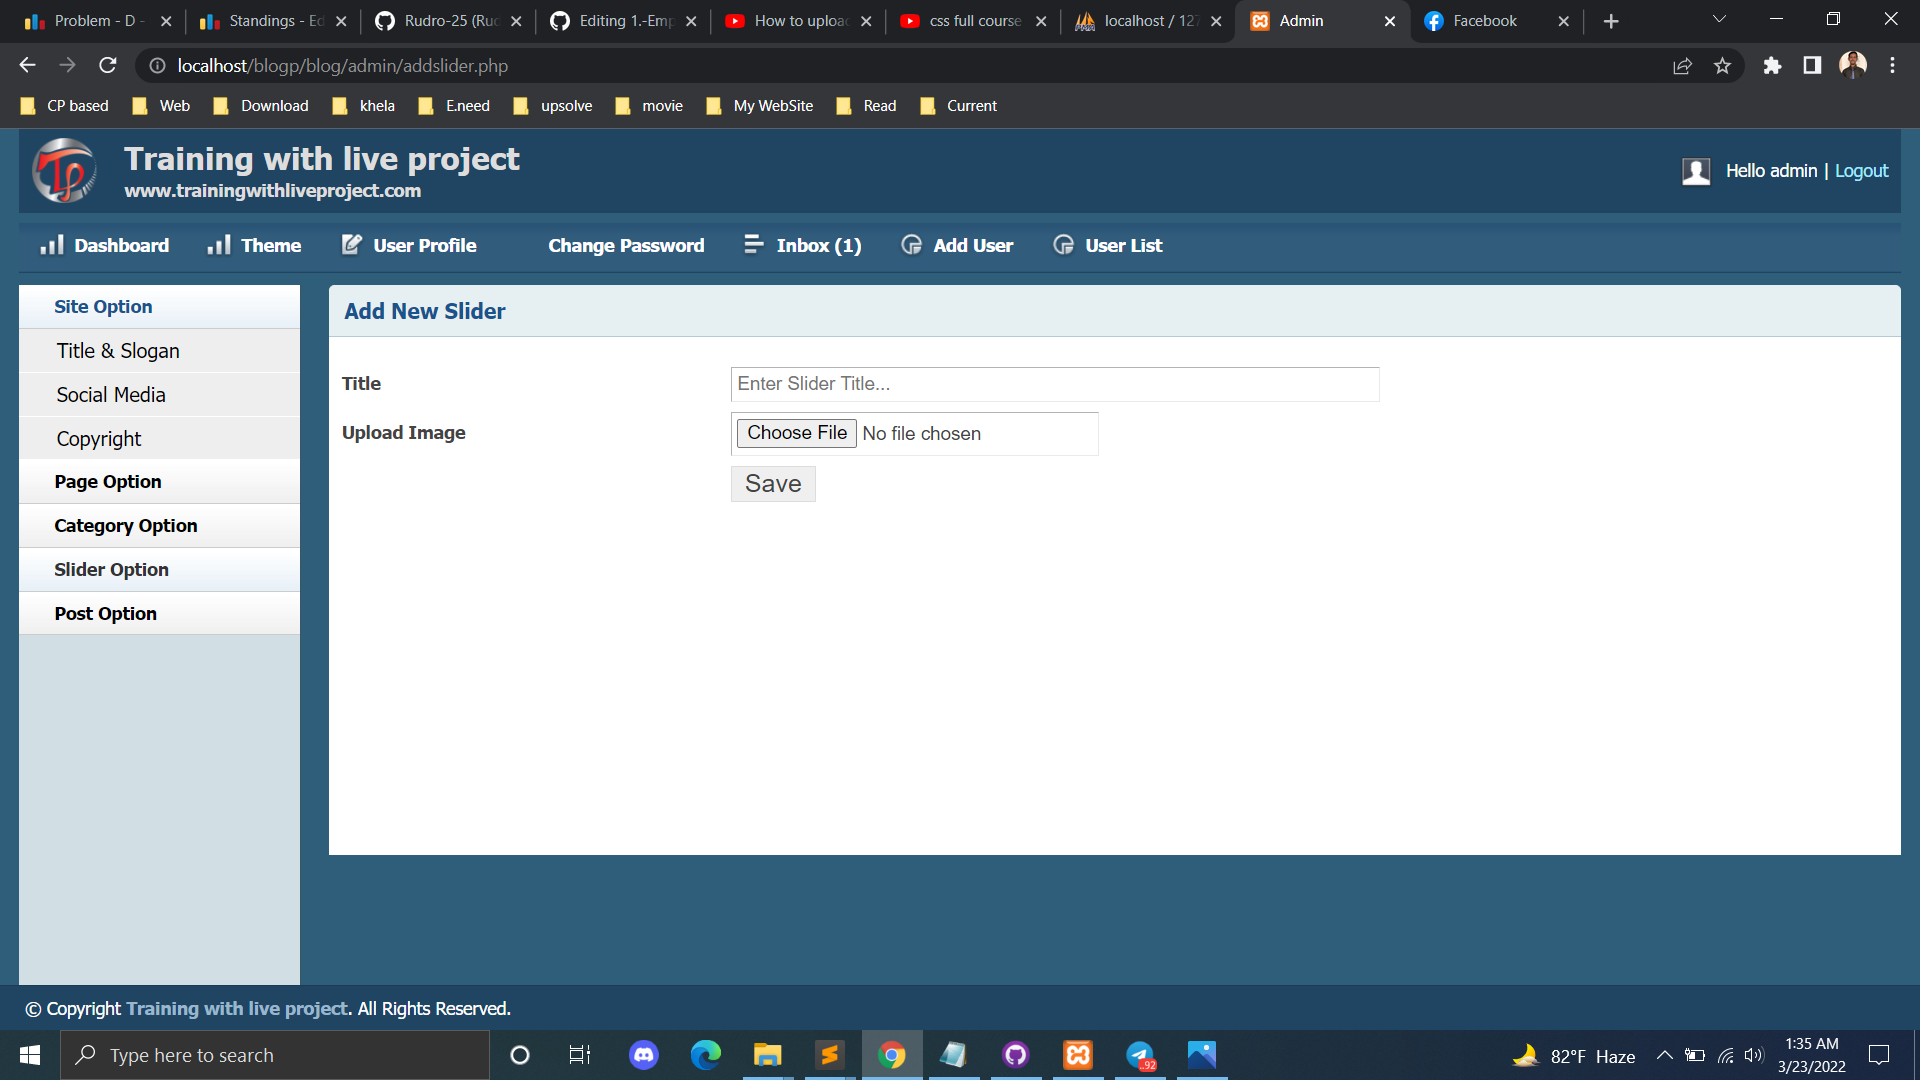 Problem - D -
Standings - Ed
Rudro-25 (Rud
Editing 1.-Emp
How to uploa
css full course
localhost / 127
Admin
Facebook
localhost/blogp/blog/admin/addslider.php
CP based
Web
Download
khela
E.need
upsolve
movie
My WebSite
Read
Current
Training with live project
www.trainingwithliveproject.com
Hello admin | Logout
Dashboard
Theme
User Profile
Change Password
Inbox (1)
Add User
User List
Site Option
Title & Slogan
Social Media
Copyright
Page Option
Category Option
Slider Option
Post Option
Add New Slider
Title
Enter Slider Title...
Upload Image
Choose File No file chosen
Save
© Copyright Training with live project. All Rights Reserved.
Type here to search
..92
82°F Haze
1:35 AM
3/23/2022